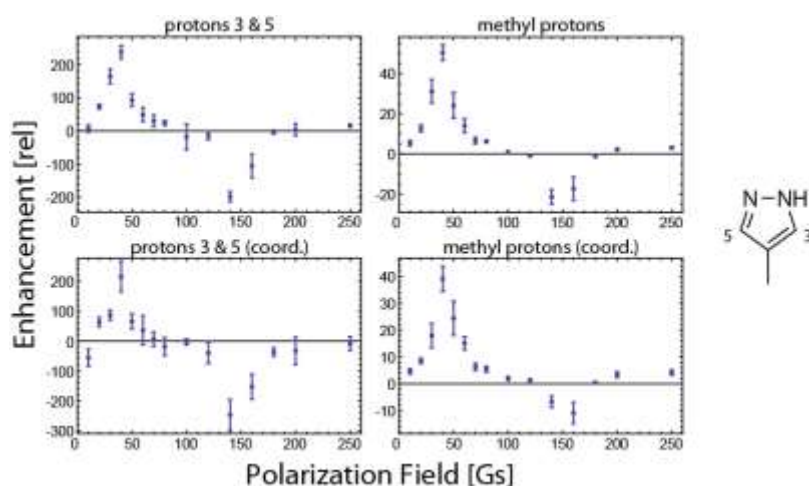 protons 3 & 5
methyl protons
200
100
0
-100
-200
0 50 100 150 200 250
40
20
0
-20
0 50 100 150 200 250
protons 3 & 5 (coord.)
methyl protons (coord.)
200
100
0
-100
-200
-300
0 50 100 150 200 250
40
30
20
10
0
-10
0 50 100 150 200 250
Enhancement [rel]
Polarization Field [Gs]
N-NH
5 3